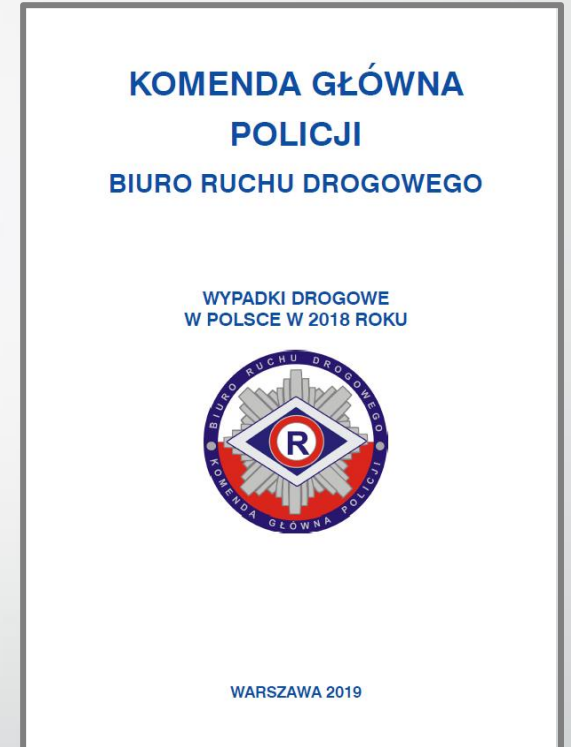 KOMENDA GŁÓWNA
POLICJI
BIURO RUCHU DROGOWEGO
WYPADKI DROGOWE
W POLSCE W 2018 ROKU
BIURO RUCHU DROGOWEGO
R
KOMENDA GŁÓWNA POLICJI
WARSZAWA 2019